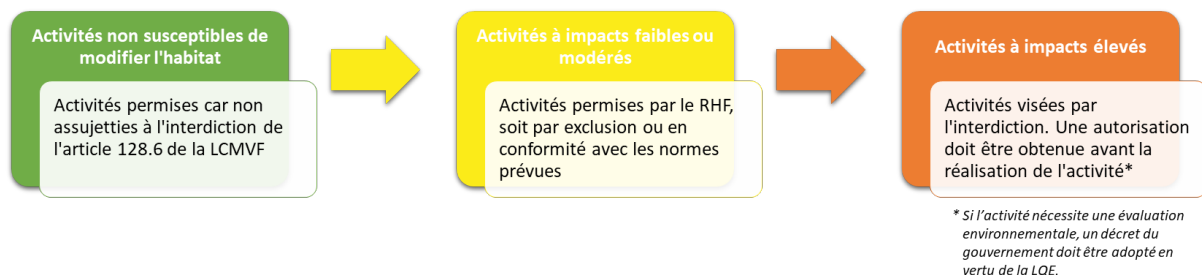 Activités non susceptibles de
modifier l'habitat
Activités permises car non
assujetties à l'interdiction de
l'article 128.6 de la LCMVF
Activités à impacts faibles ou
modérés
Activités permises par le RHF,
soit par exclusion ou en
conformité avec les normes
prévues
Activités à impacts élevés
Activités visées par
l'interdiction. Une autorisation
doit être obtenue avant la
réalisation de l'activité*
* Si l'activité nécessite une évaluation
environnementale, un décret du
gouvernement doit être adopté en
vertu de la LQE.